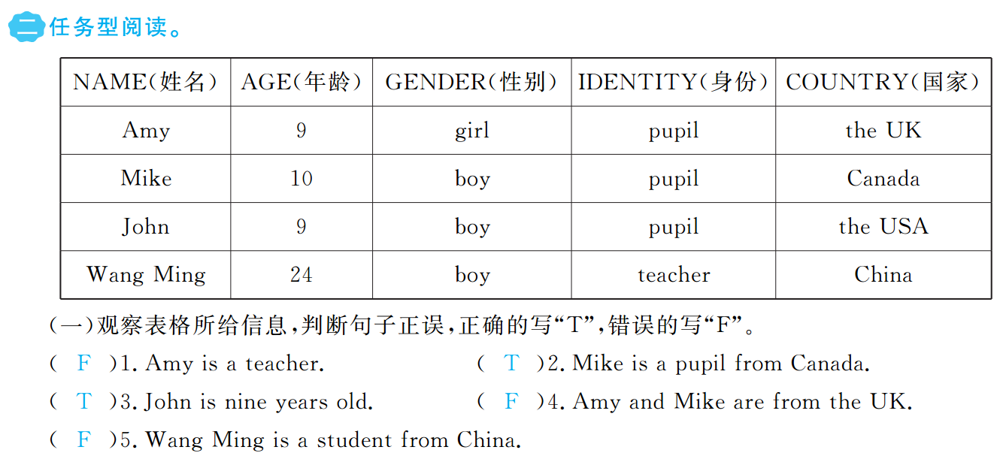 二 任务型阅读。
NAME(姓名) AGE(年龄) GENDER(性别) IDENTITY(身份) COUNTRY(国家)
Amy 9 girl pupil the UK
Mike 10 boy pupil Canada
John 9 boy pupil the USA
Wang Ming 24 boy teacher China
(一)观察表格所给信息,判断句子正误,正确的写“T”,错误的写“F”。
( F )1. Amy is a teacher. ( T )2. Mike is a pupil from Canada.
( T )3. John is nine years old. ( F )4. Amy and Mike are from the UK.
( F )5. Wang Ming is a student from China.